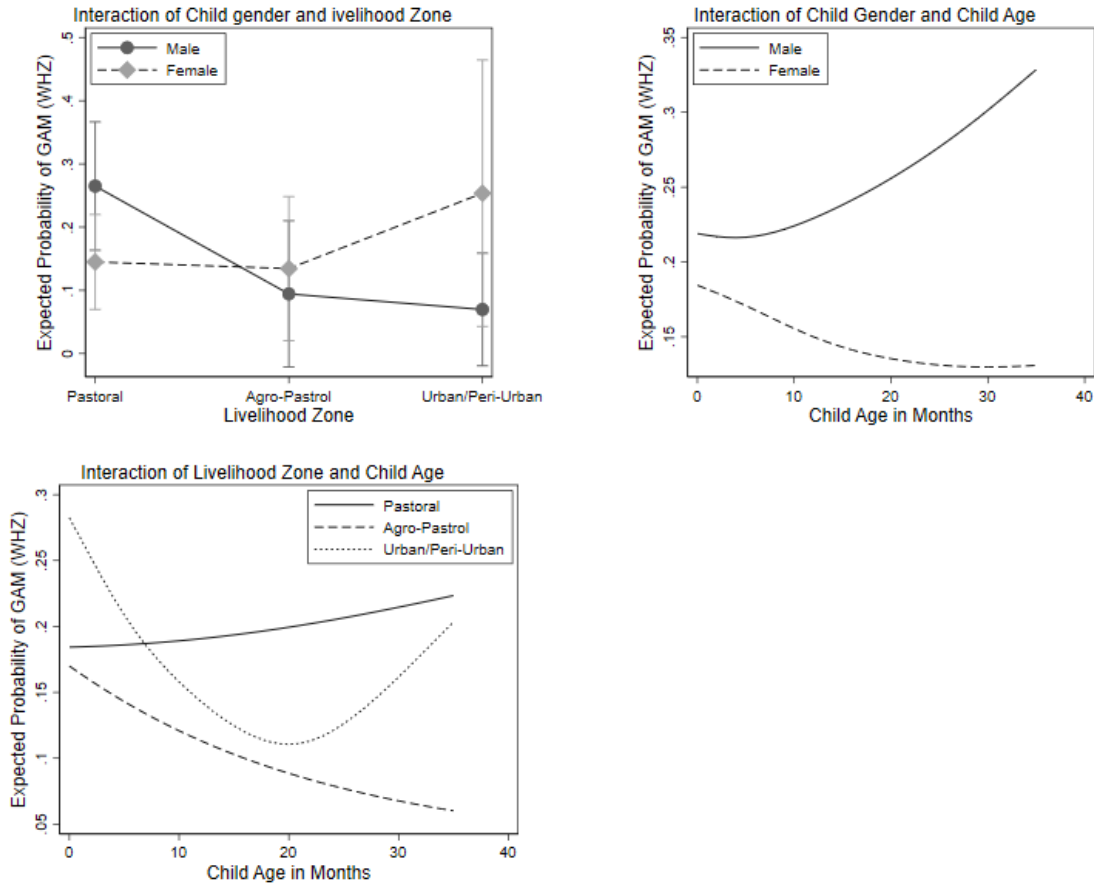 Interaction of Child gender and ivelihood Zone
Male
Female
Expected Probability of GAM (WHZ)
.5
.4
.3
.2
.1
0
Pastoral
Agro-Pastrol
Urban/Peri-Urban
Livelihood Zone
Interaction of Child Gender and Child Age
Male
Female
Expected Probability of GAM (WHZ)
.35
.3
.25
.2
.15
0
10
20
30
40
Child Age in Months
Interaction of Livelihood Zone and Child Age
Pastoral
Agro-Pastrol
Urban/Peri-Urban
Expected Probability of GAM (WHZ)
.3
.25
.2
.15
.1
.05
0
10
20
30
40
Child Age in Months